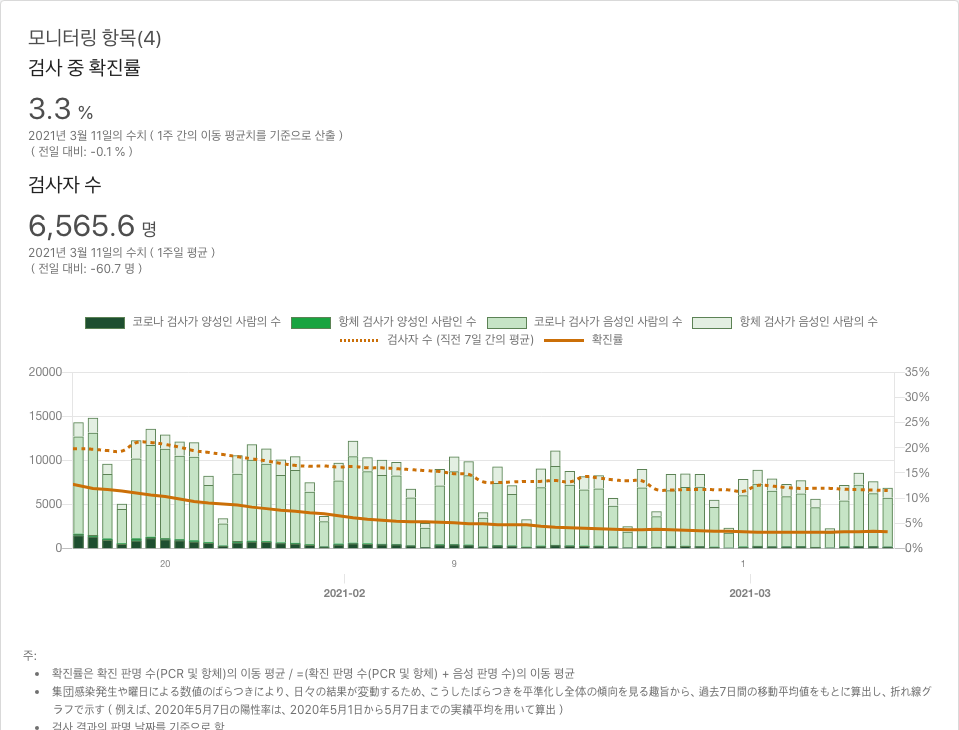 모니터링 항목(4)
검사 중 확진률
3.3 %
2021년 3월 11일의 수치 ( 1주 간의 이동 평균치를 기준으로 산출 )
( 전일 대비: -0.1 % )
검사자 수
6,565.6 명
2021년 3월 11일의 수치 ( 1주일 평균 )
( 전일 대비: -60.7 명 )
코로나 검사가 양성인 사람의 수 항체 검사가 양성인 사람인 수 코로나 검사가 음성인 사람의 수 항체 검사가 음성인 사람의 수
검사자 수 (직전 7일 간의 평균) 확진률
20000 35%
30%
15000 25%
20%
10000 15%
5000 10%
5%
0 0%
20 9 1
2021-02 2021-03
주:
• 확진률은 확진 판명 수(PCR 및 항체)의 이동 평균 / =(확진 판명 수(PCR 및 항체) + 음성 판명 수)의 이동 평균
• 集団感染発生や曜日による数値のばらつきにより、日々の結果が変動するため、こうしたばらつきを平準化し全体の傾向を見る趣旨から、過去7日間の移動平均値をもとに算出し、折れ線グ
ラフで示す ( 例えば、2020年5月7日の陽性率は、2020年5月1日から5月7日までの実績平均を用いて算出 )
• 검사 결과의 판명 날짜를 기준으로 함